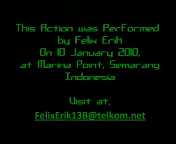 This Action was Performed
by Felix Erik
On 10 January 2010,
at Marina Point, Semarang
Indonesia
Visit at,
FelixErik13B@telkom.net